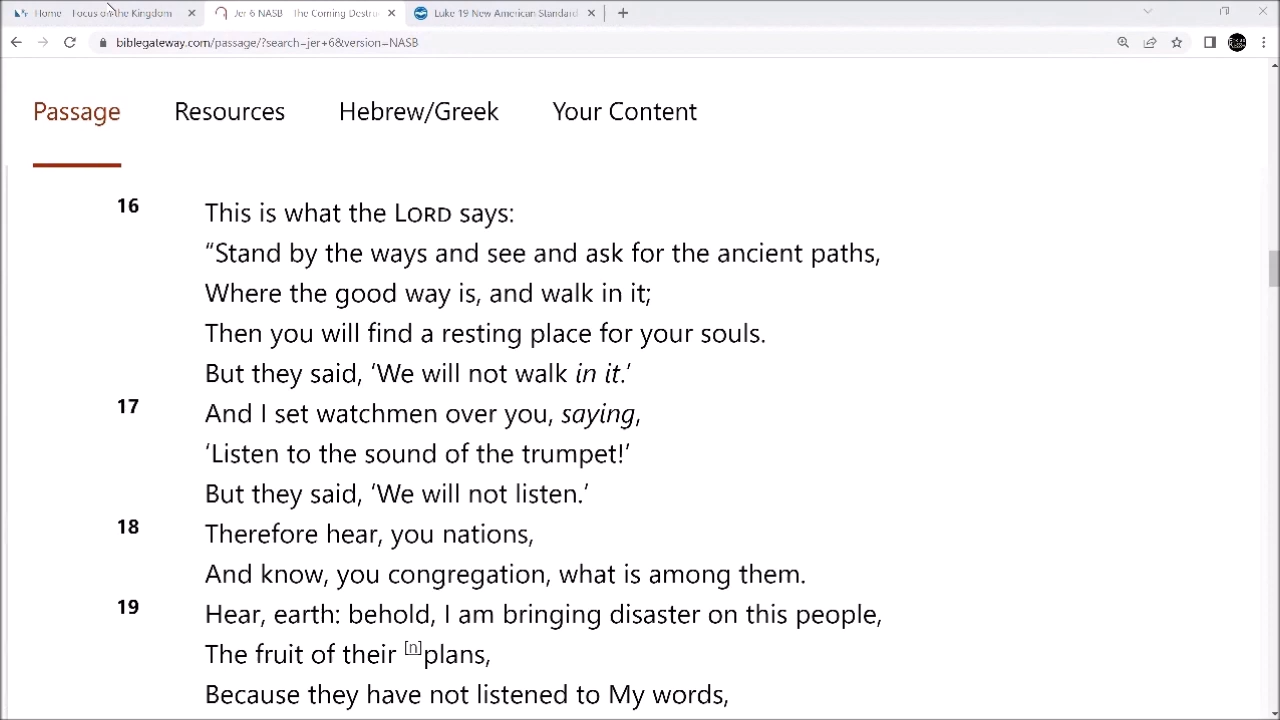 Home - Focus on the Kingdom
Jer 6 NASB - The Coming Destru
Luke 19 New American Standard
biblegateway.com/passage/?search=jer+6&version=NASB
Passage Resources Hebrew/Greek Your Content
16 This is what the LORD says:
“Stand by the ways and see and ask for the ancient paths,
Where the good way is, and walk in it;
Then you will find a resting place for your souls.
But they said, ‘We will not walk in it.’
17 And I set watchmen over you, saying,
‘Listen to the sound of the trumpet!’
But they said, ‘We will not listen.’
18 Therefore hear, you nations,
And know, you congregation, what is among them.
19 Hear, earth: behold, I am bringing disaster on this people,
The fruit of their [n]plans,
Because they have not listened to My words,